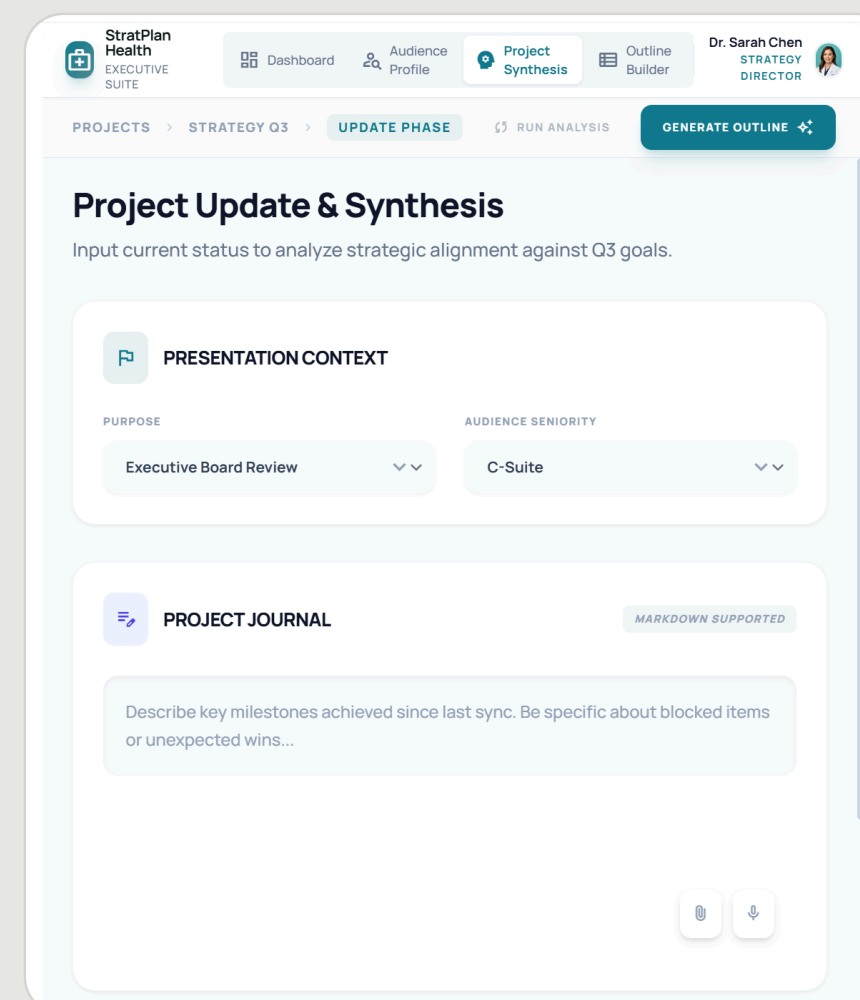 StratPlan
Health
EXECUTIVE
SUITE
Dashboard
Audience
Profile
Project
Synthesis
Outline
Builder
Dr. Sarah Chen
STRATEGY
DIRECTOR
PROJECTS
STRATEGY Q3
UPDATE PHASE
RUN ANALYSIS
GENERATE OUTLINE
Project Update & Synthesis
Input current status to analyze strategic alignment against Q3 goals.
PRESENTATION CONTEXT
PURPOSE
Executive Board Review
AUDIENCE SENIORITY
C-Suite
PROJECT JOURNAL
MARKDOWN SUPPORTED
Describe key milestones achieved since last sync. Be specific about blocked items
or unexpected wins...